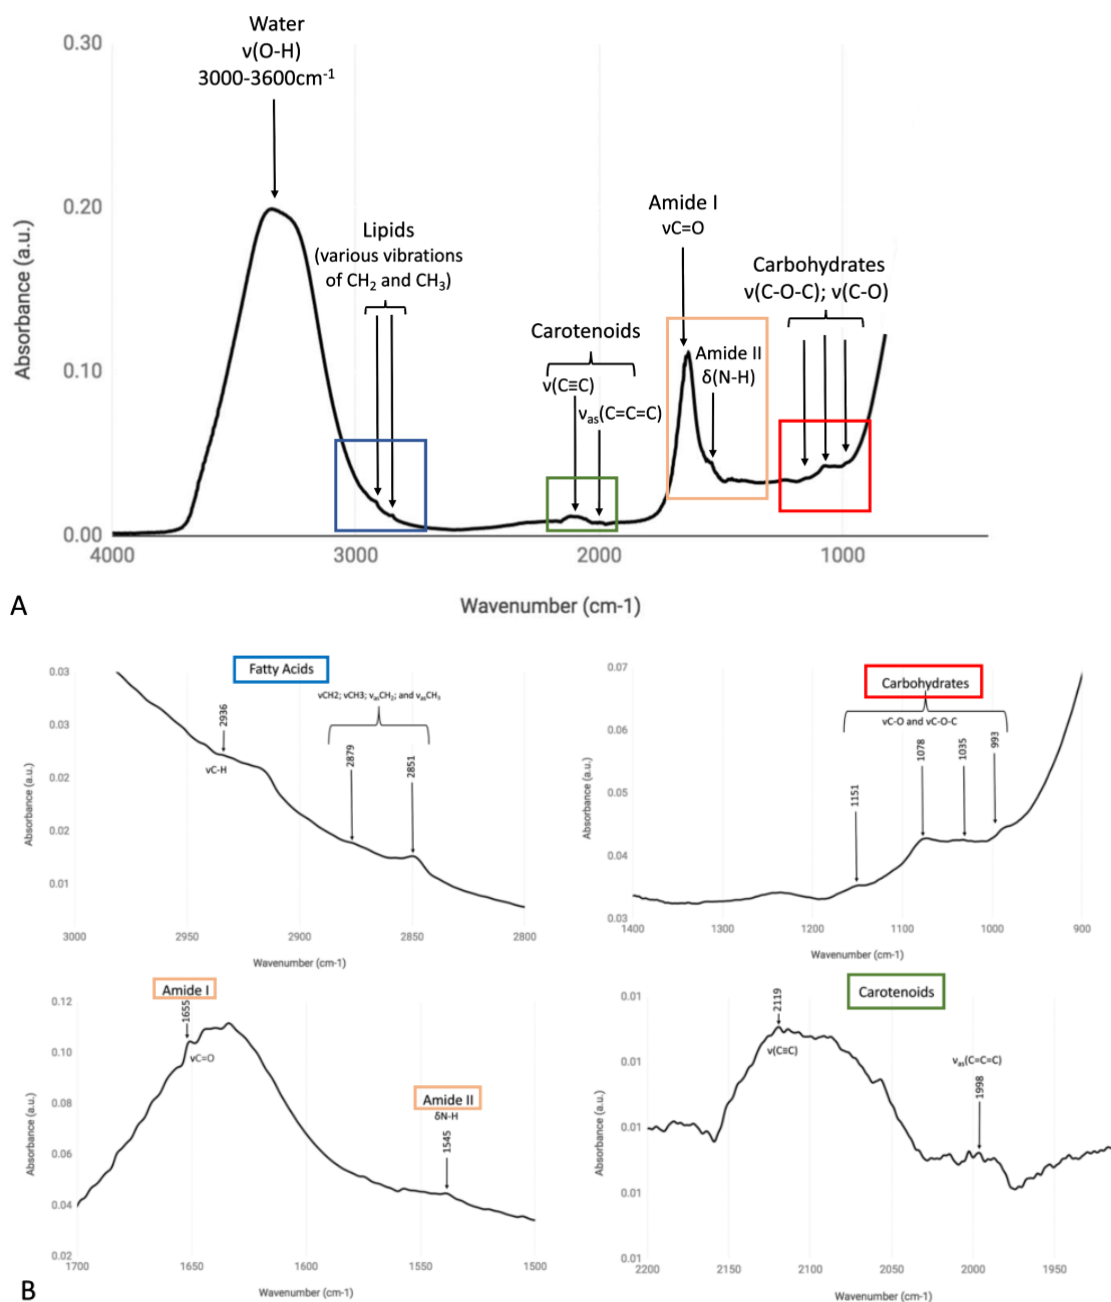 Water
ν(O-H)
3000-3600cm⁻¹
0.30
0.20
0.10
0.00
Absorbance (a.u.)
Lipids
(various vibrations
of CH₂ and CH₃)
Carotenoids
ν(C≡C)
νas(C=C=C)
Amide I
νC=O
Amide II
δ(N-H)
Carbohydrates
ν(C-O-C); ν(C-O)
4000 3000 2000 1000
Wavenumber (cm-1)
A
Fatty Acids
νCH2; νCH3; νasCH₂; and νasCH₃
2936
νC-H
2879
2851
0.03
0.03
0.02
0.02
0.01
Absorbance (a.u.)
3000 2950 2900 2850 2800
Wavenumber (cm-1)
Carbohydrates
νC-O and νC-O-C
1151
1078
1035
993
0.07
0.06
0.05
0.04
0.03
Absorbance (a.u.)
1400 1300 1200 1100 1000 900
Wavenumber (cm-1)
Amide I
1655
νC=O
Amide II
δN-H
1545
0.12
0.10
0.08
0.06
0.04
0.02
Absorbance (a.u.)
1700 1650 1600 1550 1500
Wavenumber (cm-1)
Carotenoids
2119
ν(C≡C)
νas(C=C=C)
1998
0.01
0.01
0.01
0.01
0.01
Absorbance (a.u.)
2200 2150 2100 2050 2000 1950
Wavenumber (cm-1)
B